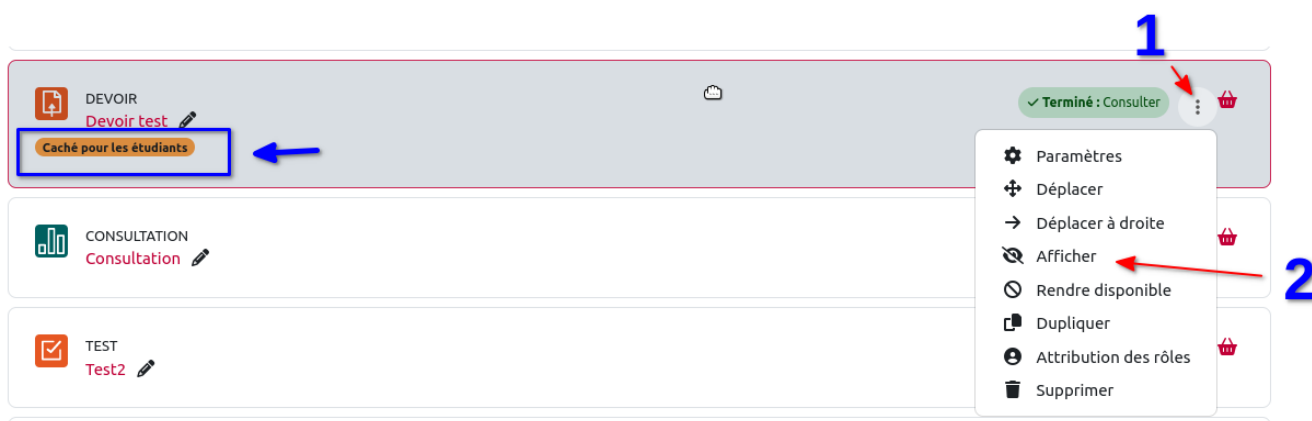 1
DEVOIR
Devoir test
Caché pour les étudiants
✓ Terminé : Consulter
Paramètres
Déplacer
Déplacer à droite
Afficher
2
Rendre disponible
Dupliquer
Attribution des rôles
Supprimer
CONSULTATION
Consultation
TEST
Test2